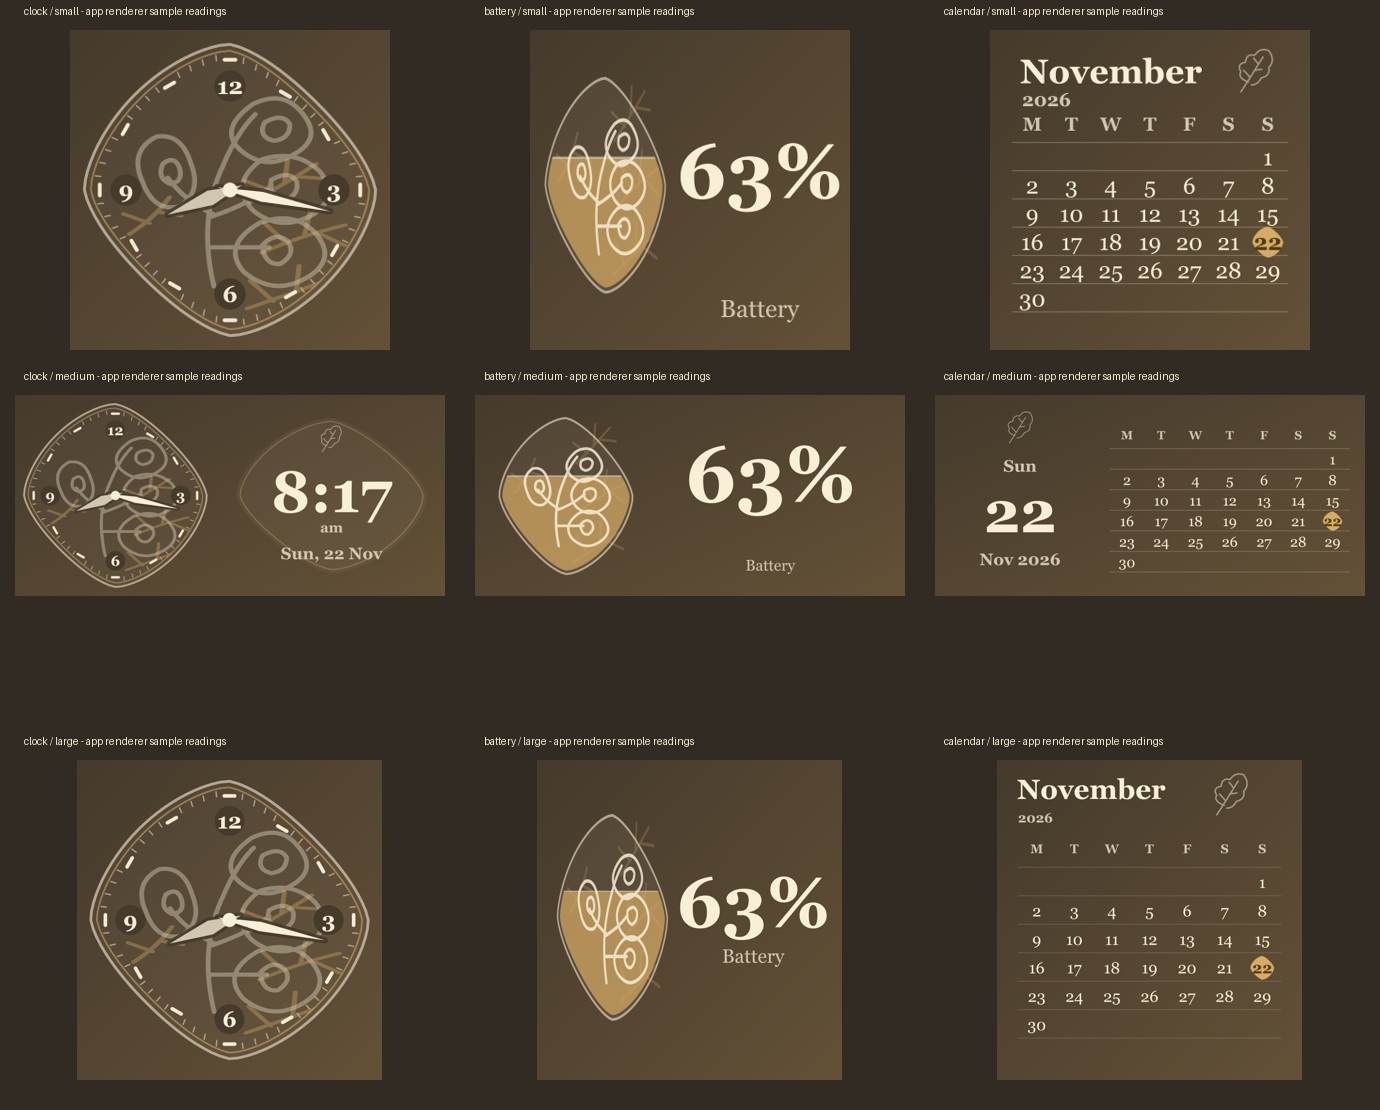 clock / small - app renderer sample readings
12
9
3
6
battery / small - app renderer sample readings
63%
Battery
calendar / small - app renderer sample readings
November
2026
M T W T F S S
1
2 3 4 5 6 7 8
9 10 11 12 13 14 15
16 17 18 19 20 21 22
23 24 25 26 27 28 29
30
clock / medium - app renderer sample readings
12
9
3
6
8:17
am
Sun, 22 Nov
battery / medium - app renderer sample readings
63%
Battery
calendar / medium - app renderer sample readings
Sun
22
Nov 2026
M T W T F S S
1
2 3 4 5 6 7 8
9 10 11 12 13 14 15
16 17 18 19 20 21 22
23 24 25 26 27 28 29
30
clock / large - app renderer sample readings
12
9
3
6
battery / large - app renderer sample readings
63%
Battery
calendar / large - app renderer sample readings
November
2026
M T W T F S S
1
2 3 4 5 6 7 8
9 10 11 12 13 14 15
16 17 18 19 20 21 22
23 24 25 26 27 28 29
30